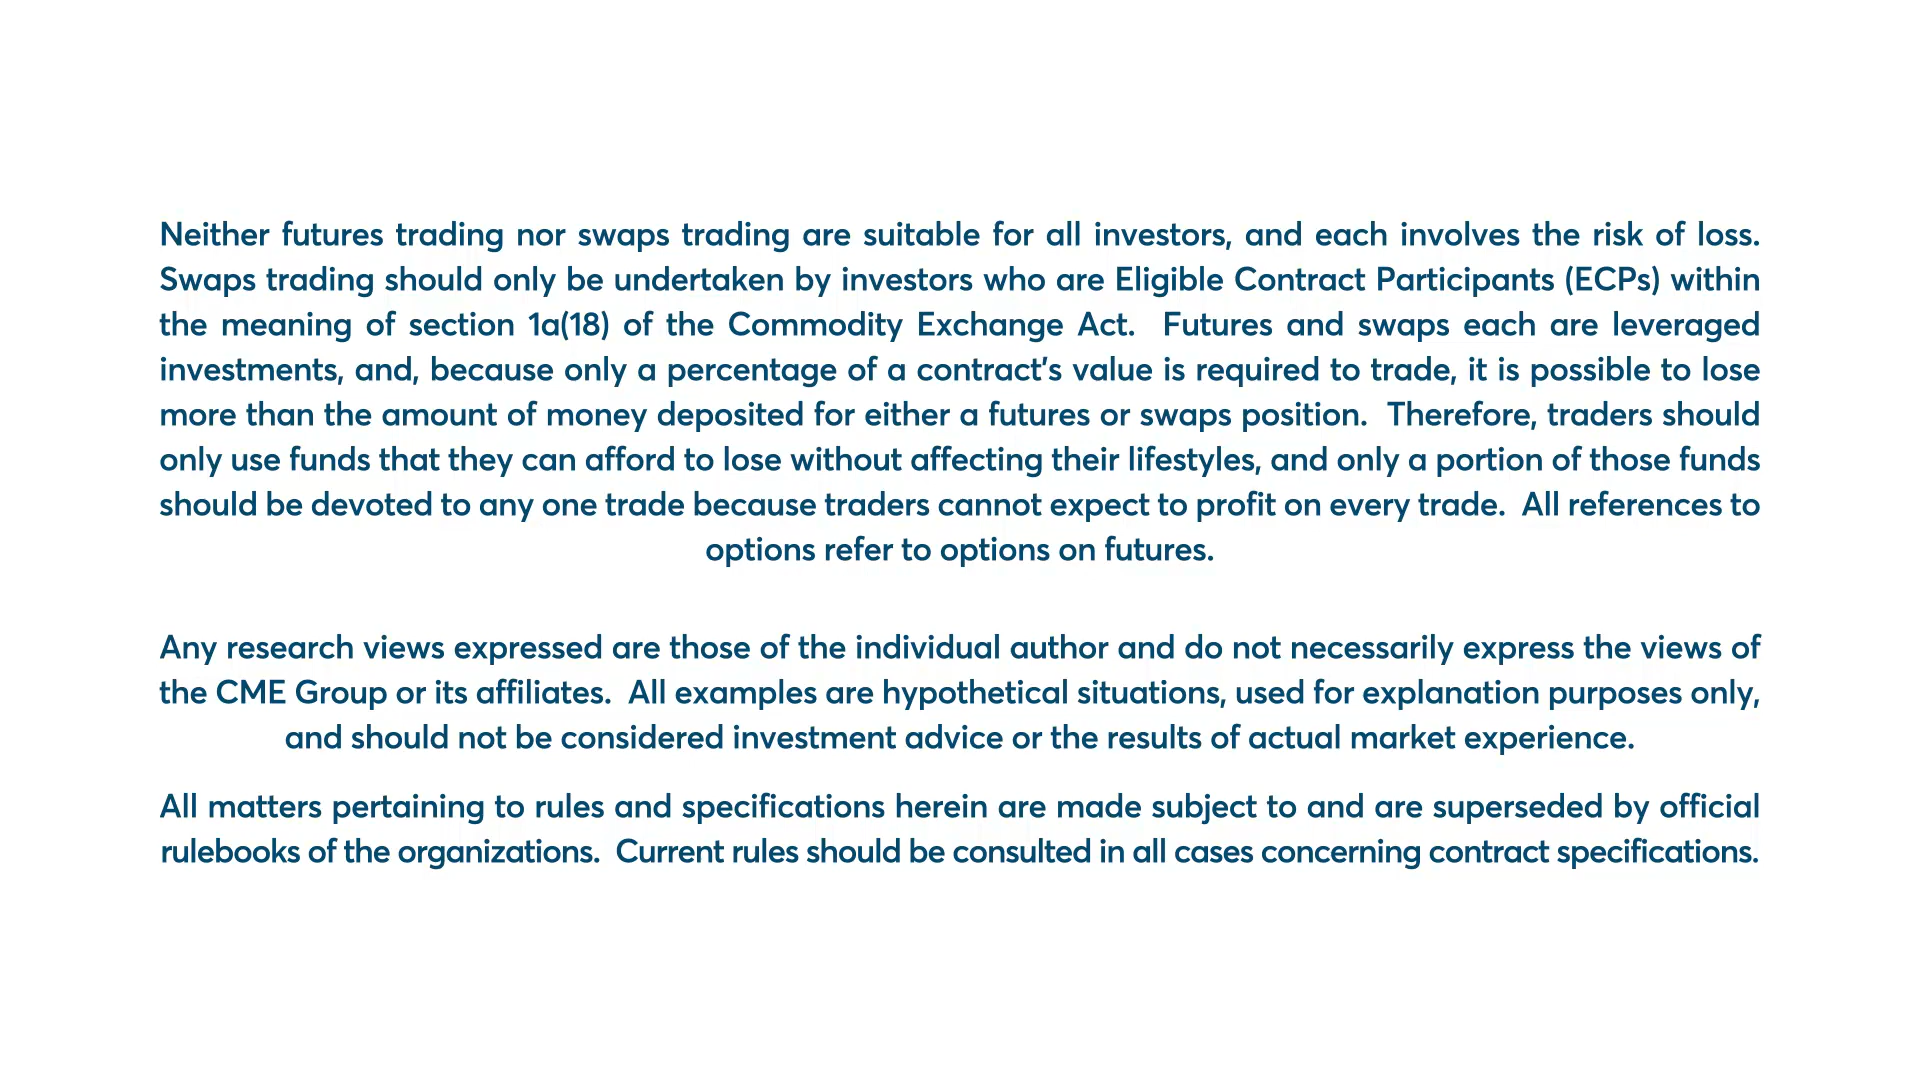 Neither futures trading nor swaps trading are suitable for all investors, and each involves the risk of loss.
Swaps trading should only be undertaken by investors who are Eligible Contract Participants (ECPs) within
the meaning of section 1a(18) of the Commodity Exchange Act.  Futures and swaps each are leveraged
investments, and, because only a percentage of a contract’s value is required to trade, it is possible to lose
more than the amount of money deposited for either a futures or swaps position.  Therefore, traders should
only use funds that they can afford to lose without affecting their lifestyles, and only a portion of those funds
should be devoted to any one trade because traders cannot expect to profit on every trade.  All references to
options refer to options on futures.
Any research views expressed are those of the individual author and do not necessarily express the views of
the CME Group or its affiliates.  All examples are hypothetical situations, used for explanation purposes only,
and should not be considered investment advice or the results of actual market experience.
All matters pertaining to rules and specifications herein are made subject to and are superseded by official
rulebooks of the organizations.  Current rules should be consulted in all cases concerning contract specifications.